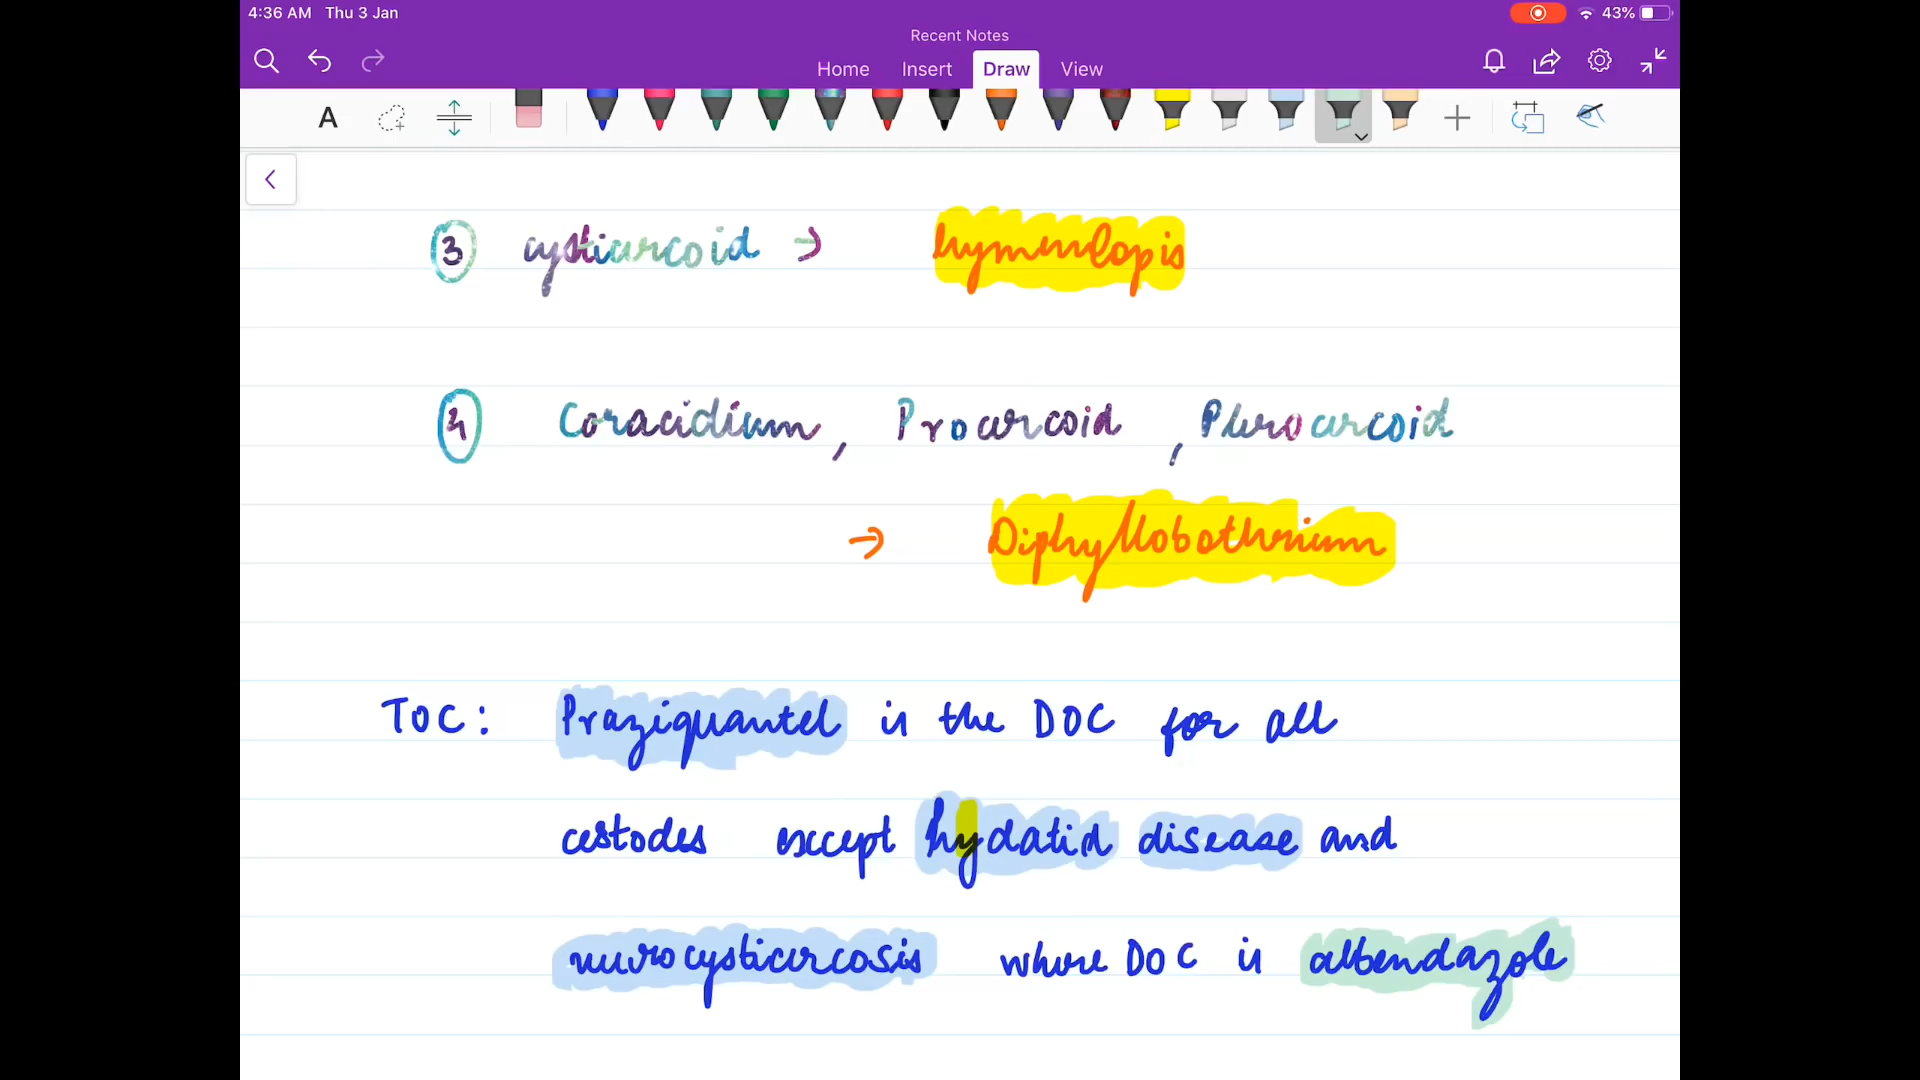 4:36 AM Thu 3 Jan
43%
Recent Notes
Home Insert Draw View
A
3 cysticercoid → hymenlopis
4 Coracidium, Procercoid, Plerocercoid
→ Diphyllobothrium
TOC: Praziquantel is the DOC for all
cestodes except hydatid disease and
neurocysticercosis where DOC is albendazole